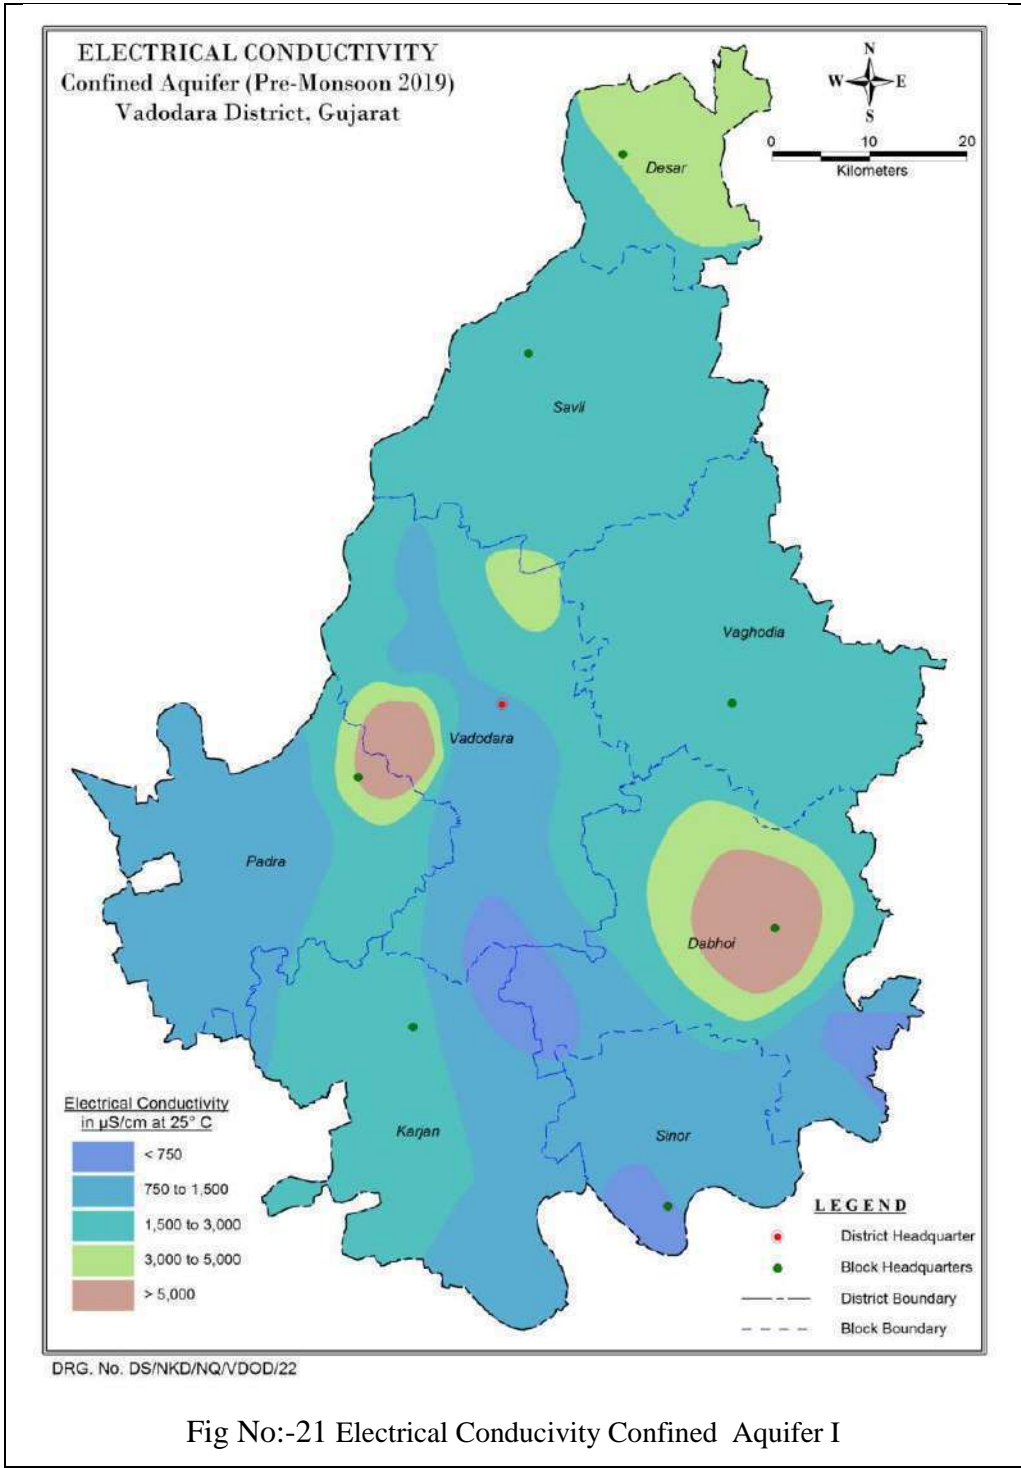 ELECTRICAL CONDUCTIVITY
Confined Aquifer (Pre-Monsoon 2019)
Vadodara District, Gujarat
N
W E
S
0 10 20
Kilometers
Desar
Savli
Vaghodia
Vadodara
Padra
Dabhoi
Karjan
Sinor
Electrical Conductivity
in µS/cm at 25° C
< 750
750 to 1,500
1,500 to 3,000
3,000 to 5,000
> 5,000
LEGEND
District Headquarter
Block Headquarters
District Boundary
Block Boundary
DRG. No. DS/NKD/NQ/VDOD/22
Fig No:-21 Electrical Conducivity Confined Aquifer I